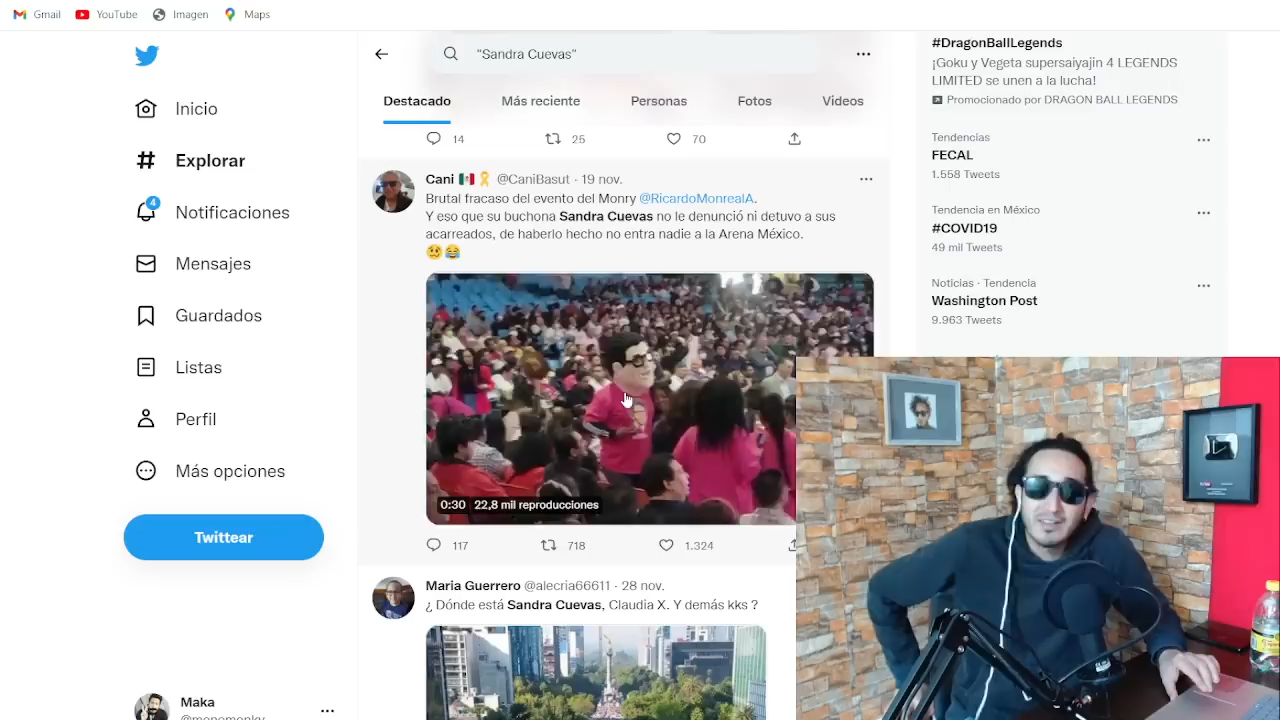 Gmail
YouTube
Imagen
Maps
Inicio
Explorar
4
Notificaciones
Mensajes
Guardados
Listas
Perfil
Más opciones
Twittear
Maka
"Sandra Cuevas"
Destacado
Más reciente
Personas
Fotos
Videos
14
25
70
Cani @CaniBasut · 19 nov.
Brutal fracaso del evento del Monry @RicardoMonrealA.
Y eso que su buchona Sandra Cuevas no le denunció ni detuvo a sus
acarreados, de haberlo hecho no entra nadie a la Arena México.
0:30 22,8 mil reproducciones
117
718
1.324
Maria Guerrero @alecria66611 · 28 nov.
¿ Dónde está Sandra Cuevas, Claudia X. Y demás kks ?
#DragonBallLegends
¡Goku y Vegeta supersaiyajín 4 LEGENDS
LIMITED se unen a la lucha!
Promocionado por DRAGON BALL LEGENDS
Tendencias
FECAL
1.558 Tweets
Tendencia en México
#COVID19
49 mil Tweets
Noticias · Tendencia
Washington Post
9.963 Tweets